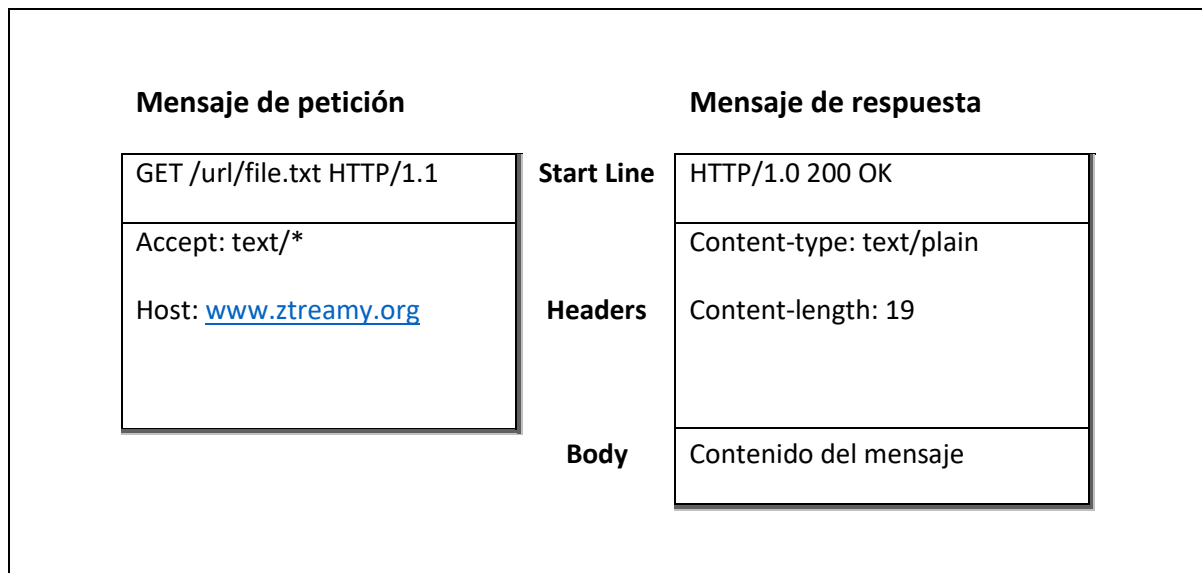 Mensaje de petición Mensaje de respuesta
GET /url/file.txt HTTP/1.1 Start Line HTTP/1.0 200 OK
Accept: text/* Content-type: text/plain
Host: www.ztreamy.org Headers Content-length: 19
Body Contenido del mensaje